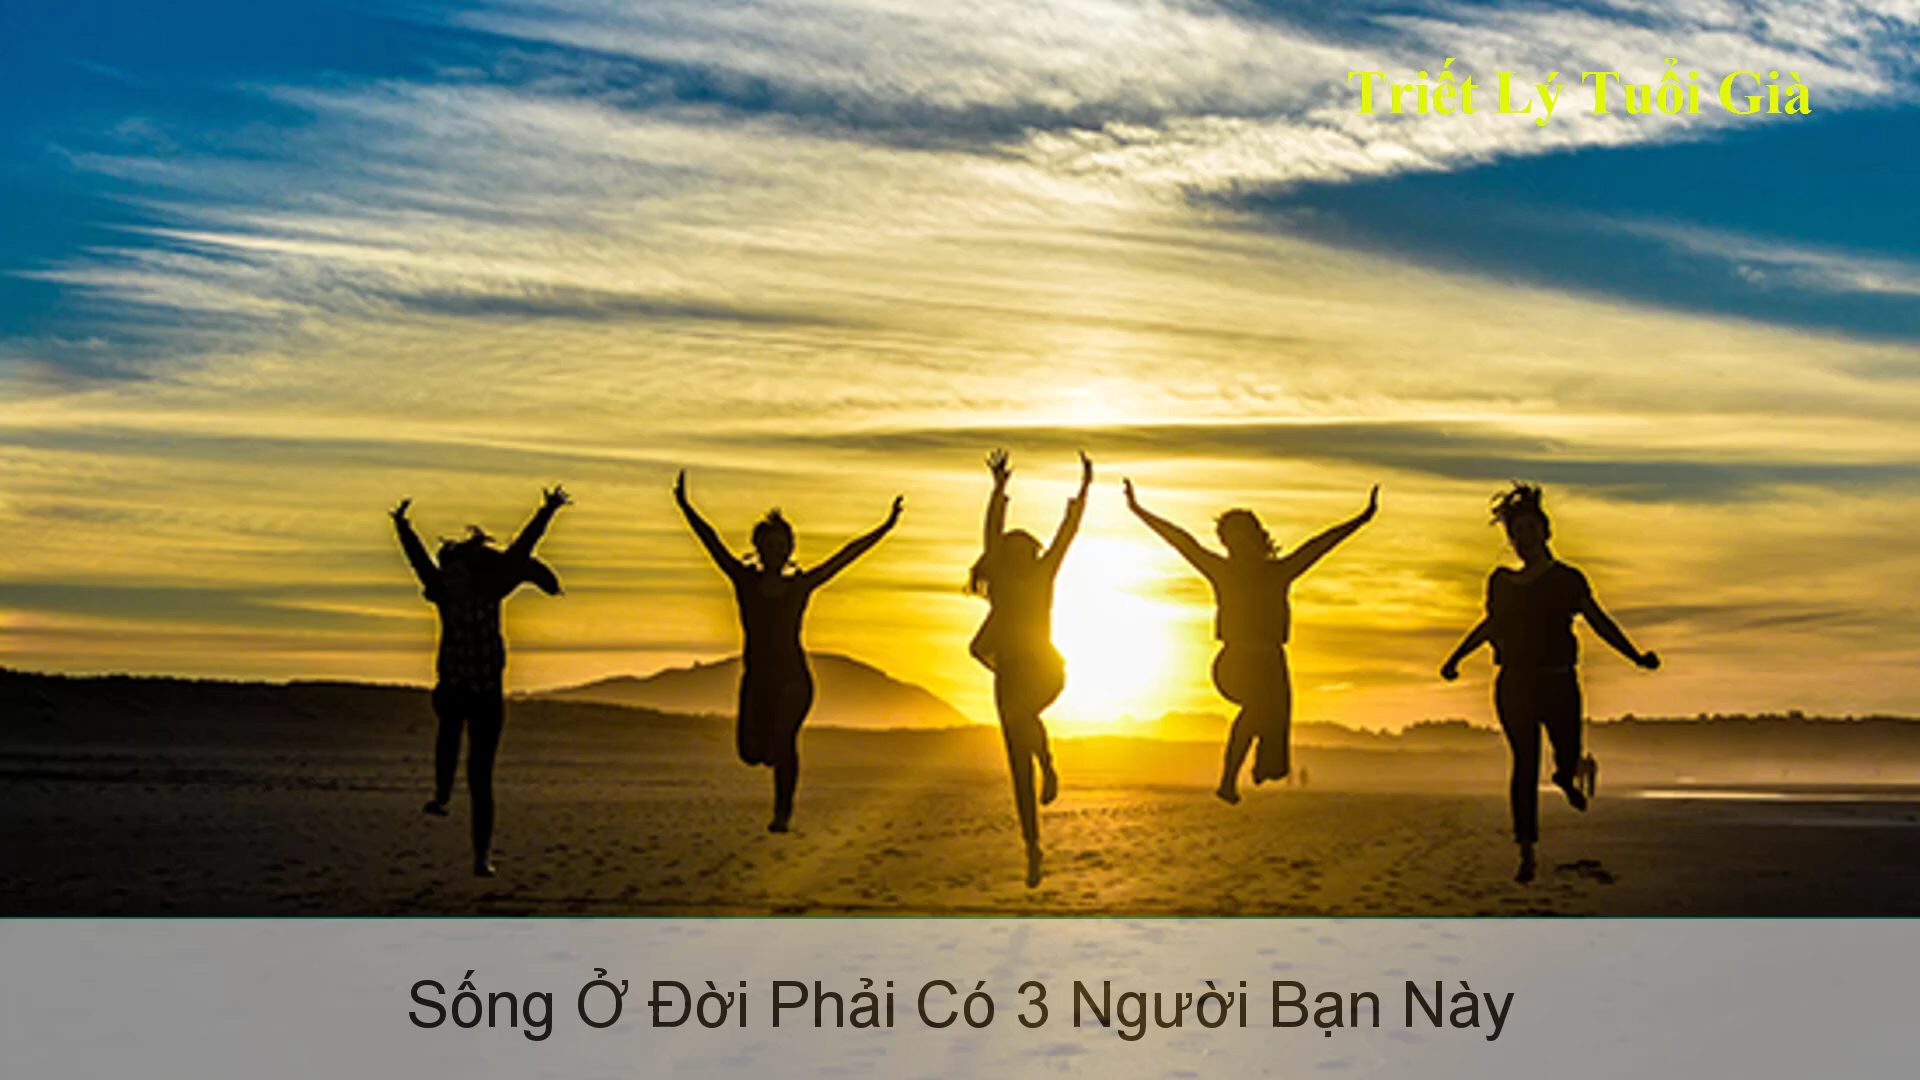 Triết Lý Tuổi Già
Sống Ở Đời Phải Có 3 Người Bạn Này